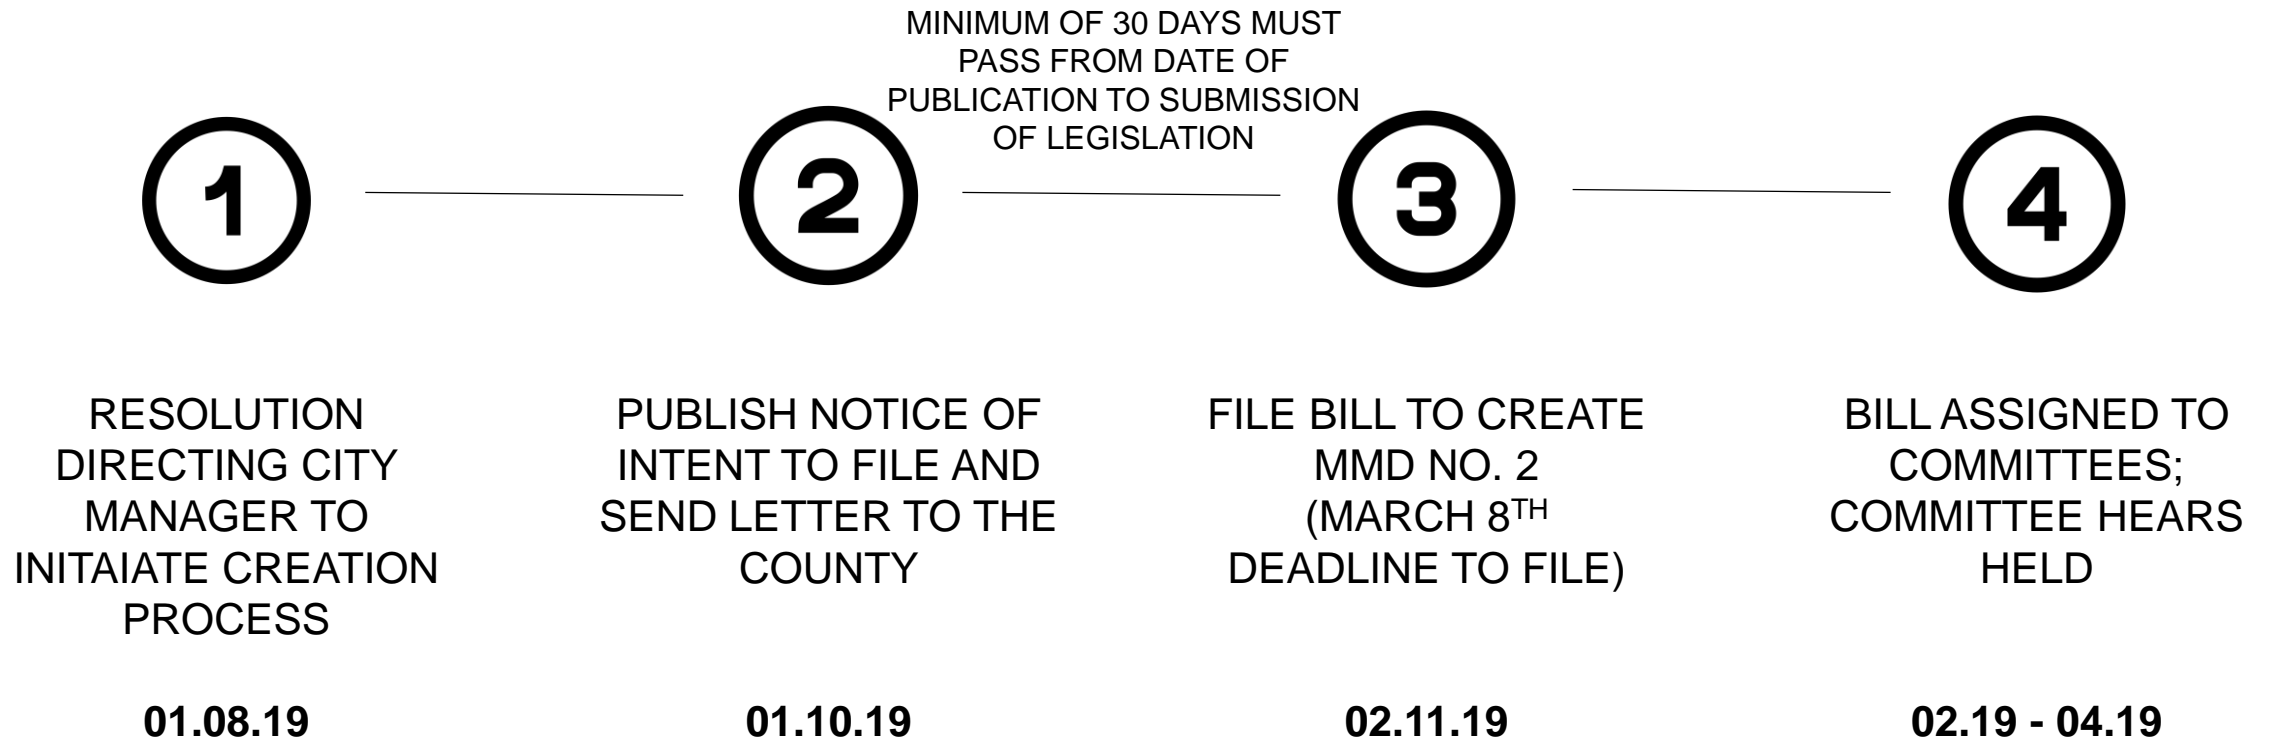 MINIMUM OF 30 DAYS MUST
PASS FROM DATE OF
PUBLICATION TO SUBMISSION
OF LEGISLATION
1
2
3
4
RESOLUTION
DIRECTING CITY
MANAGER TO
INITAIATE CREATION
PROCESS
01.08.19
PUBLISH NOTICE OF
INTENT TO FILE AND
SEND LETTER TO THE
COUNTY
01.10.19
FILE BILL TO CREATE
MMD NO. 2
(MARCH 8TH
DEADLINE TO FILE)
02.11.19
BILL ASSIGNED TO
COMMITTEES;
COMMITTEE HEARS
HELD
02.19 - 04.19